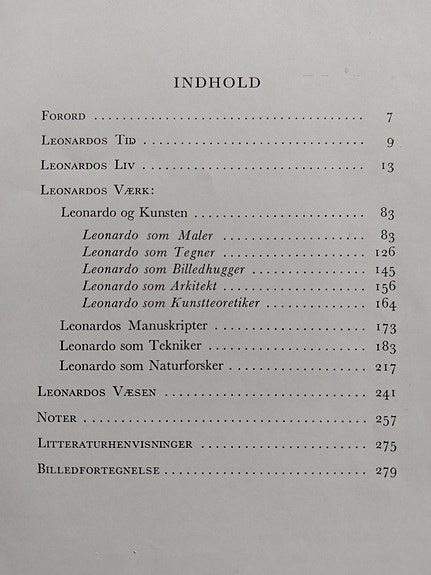 INDHOLD
Forord . . . . . . . . . . . . . . . . . . . . . . . . . . . . . . . . . . 7
Leonardos Tid . . . . . . . . . . . . . . . . . . . . . . . . . . . . 9
Leonardos Liv . . . . . . . . . . . . . . . . . . . . . . . . . . . . 13
Leonardos Værk:
Leonardo og Kunsten . . . . . . . . . . . . . . . . . . . . . . 83
Leonardo som Maler . . . . . . . . . . . . . . . . . . 83
Leonardo som Tegner . . . . . . . . . . . . . . . . . . 126
Leonardo som Billedhugger . . . . . . . . . . . . . . 145
Leonardo som Arkitekt . . . . . . . . . . . . . . . . . . 156
Leonardo som Kunstteoretiker . . . . . . . . . . . . . 164
Leonardos Manuskripter . . . . . . . . . . . . . . . . . . . . 173
Leonardo som Tekniker . . . . . . . . . . . . . . . . . . . . . 183
Leonardo som Naturforsker . . . . . . . . . . . . . . . . . . 217
Leonardos Væsen . . . . . . . . . . . . . . . . . . . . . . . . . . 241
Noter . . . . . . . . . . . . . . . . . . . . . . . . . . . . . . . . . . . 257
Litteraturhenvisninger . . . . . . . . . . . . . . . . . . . . . 275
Billedfortegnelse . . . . . . . . . . . . . . . . . . . . . . . . . . 279